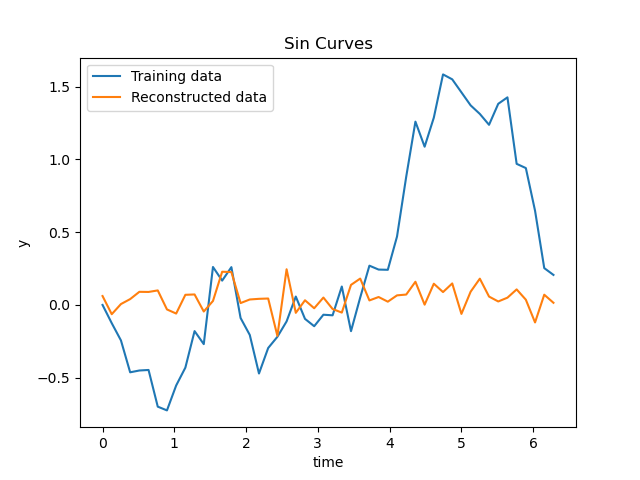 Sin Curves
Training data
Reconstructed data
1.5
1.0
0.5
0.0
−0.5
y
0 1 2 3 4 5 6
time